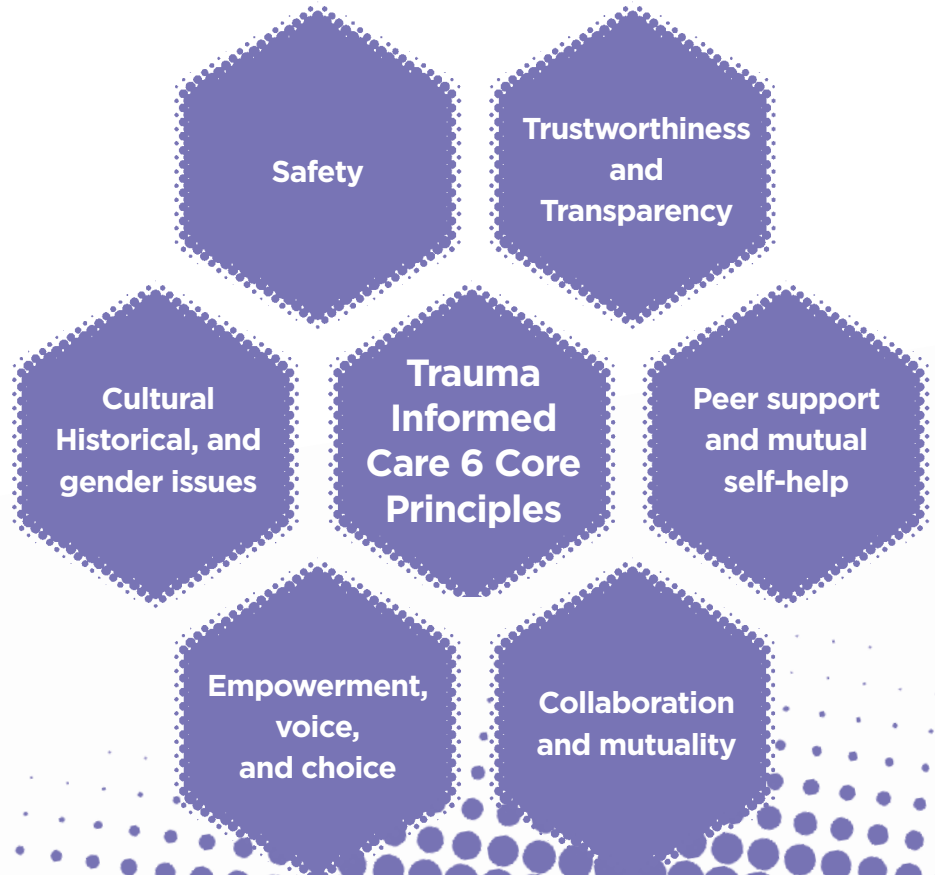 Safety
Trustworthiness
and
Transparency
Cultural
Historical, and
gender issues
Trauma
Informed
Care 6 Core
Principles
Peer support
and mutual
self-help
Empowerment,
voice,
and choice
Collaboration
and mutuality